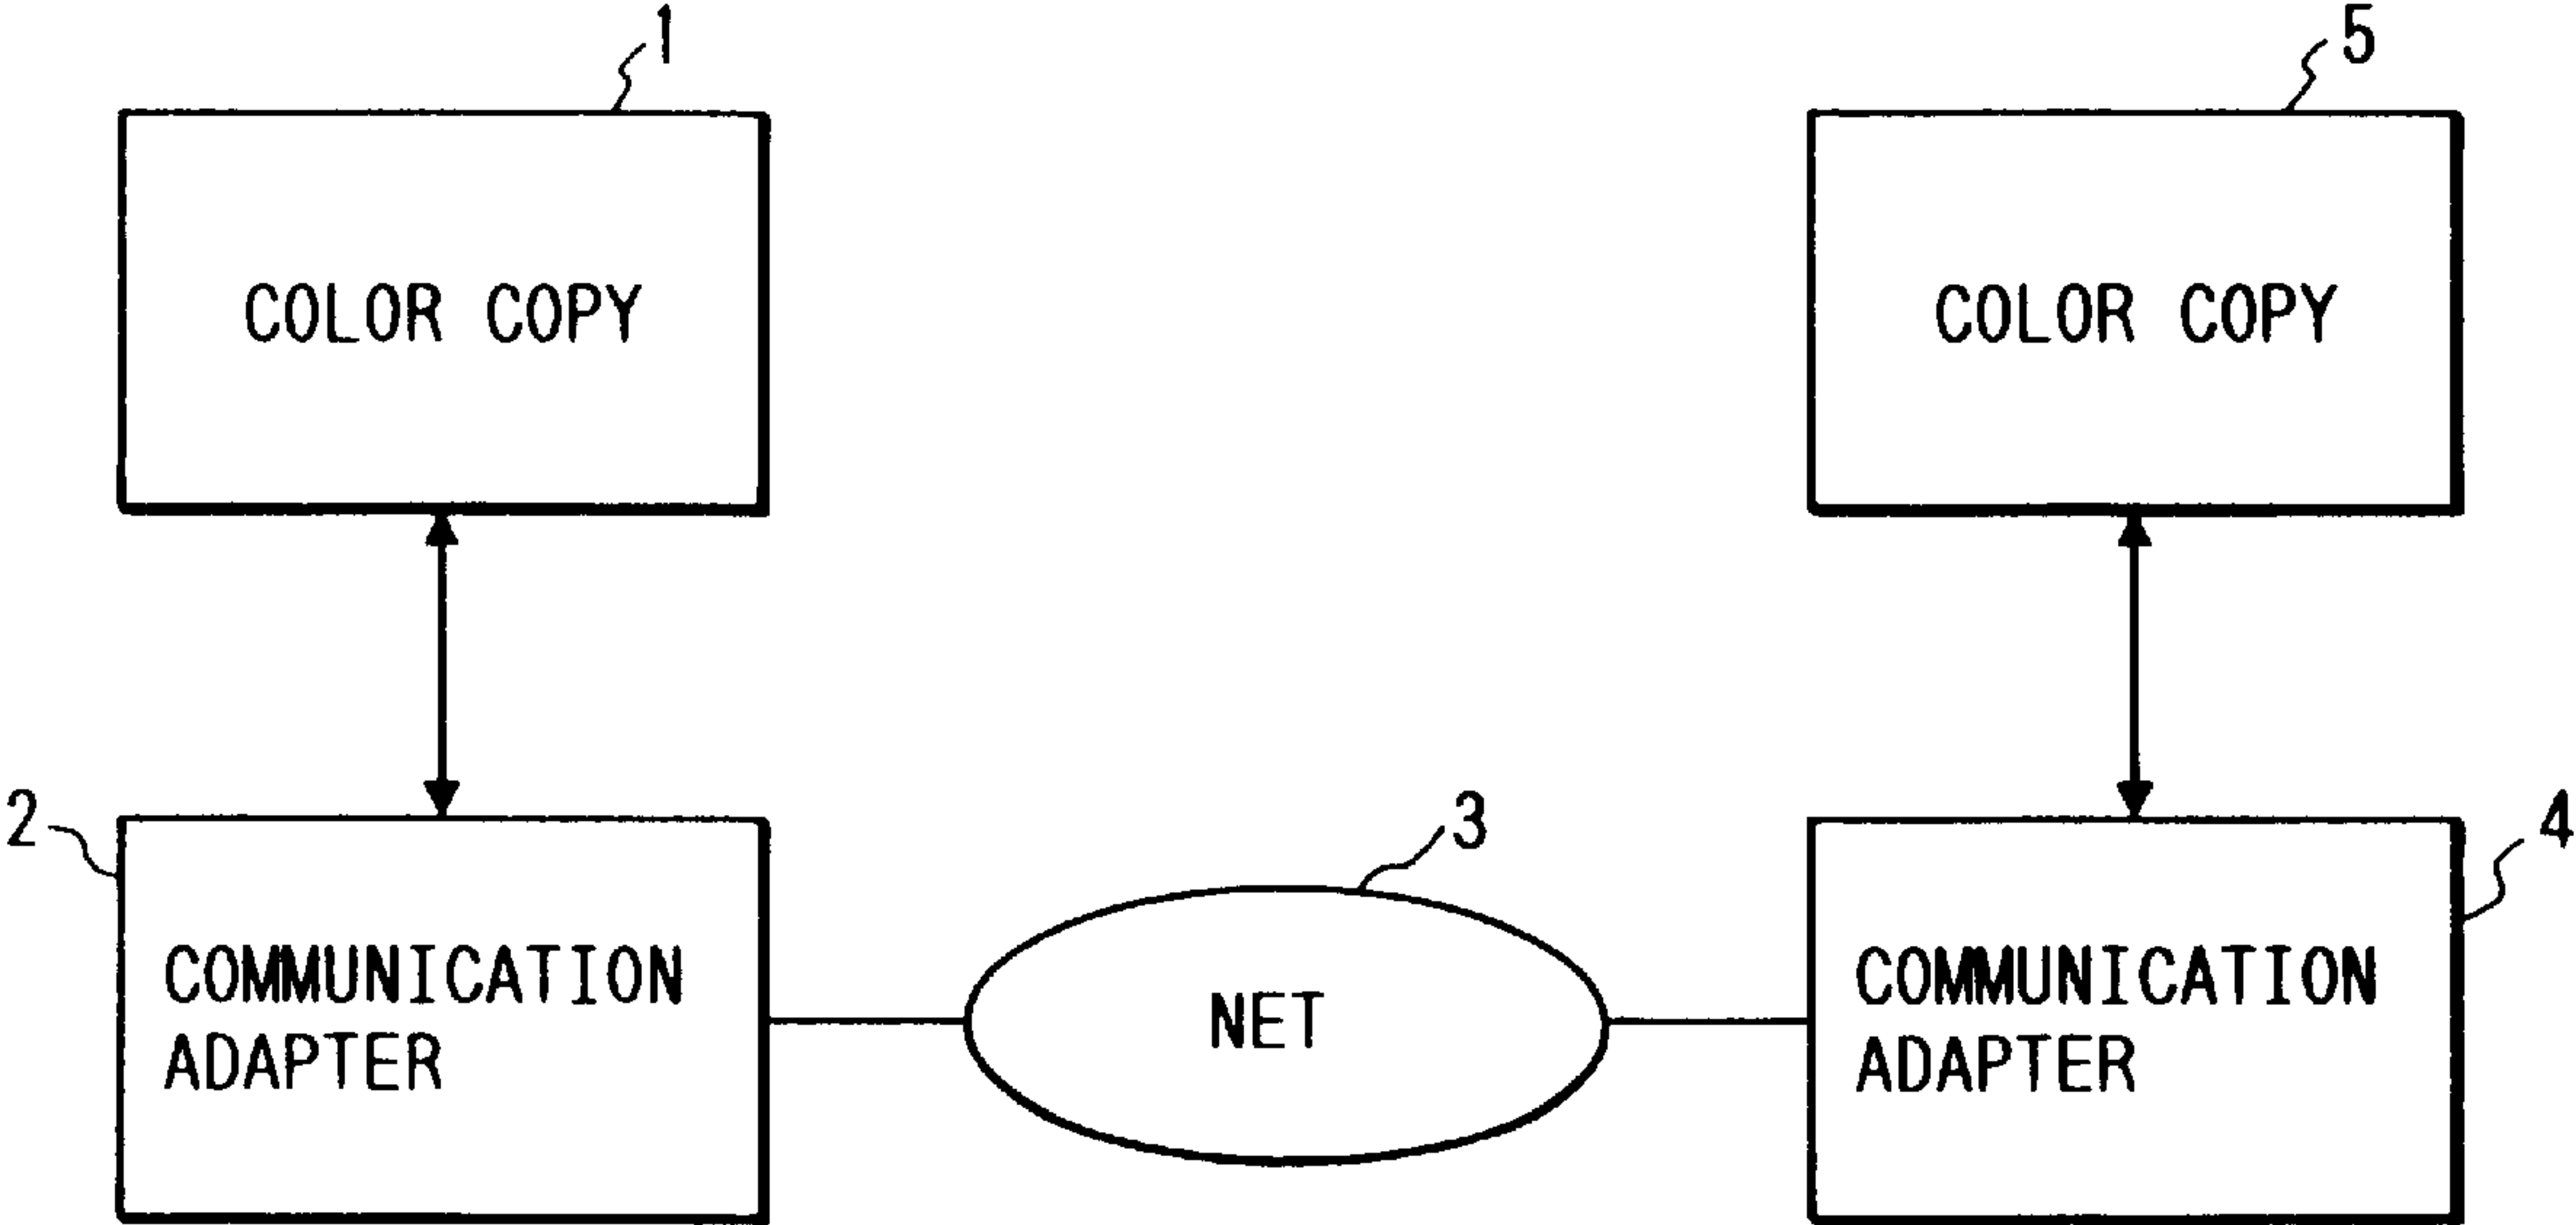 1
5
COLOR COPY
COLOR COPY
2
3
4
COMMUNICATION
ADAPTER
NET
COMMUNICATION
ADAPTER